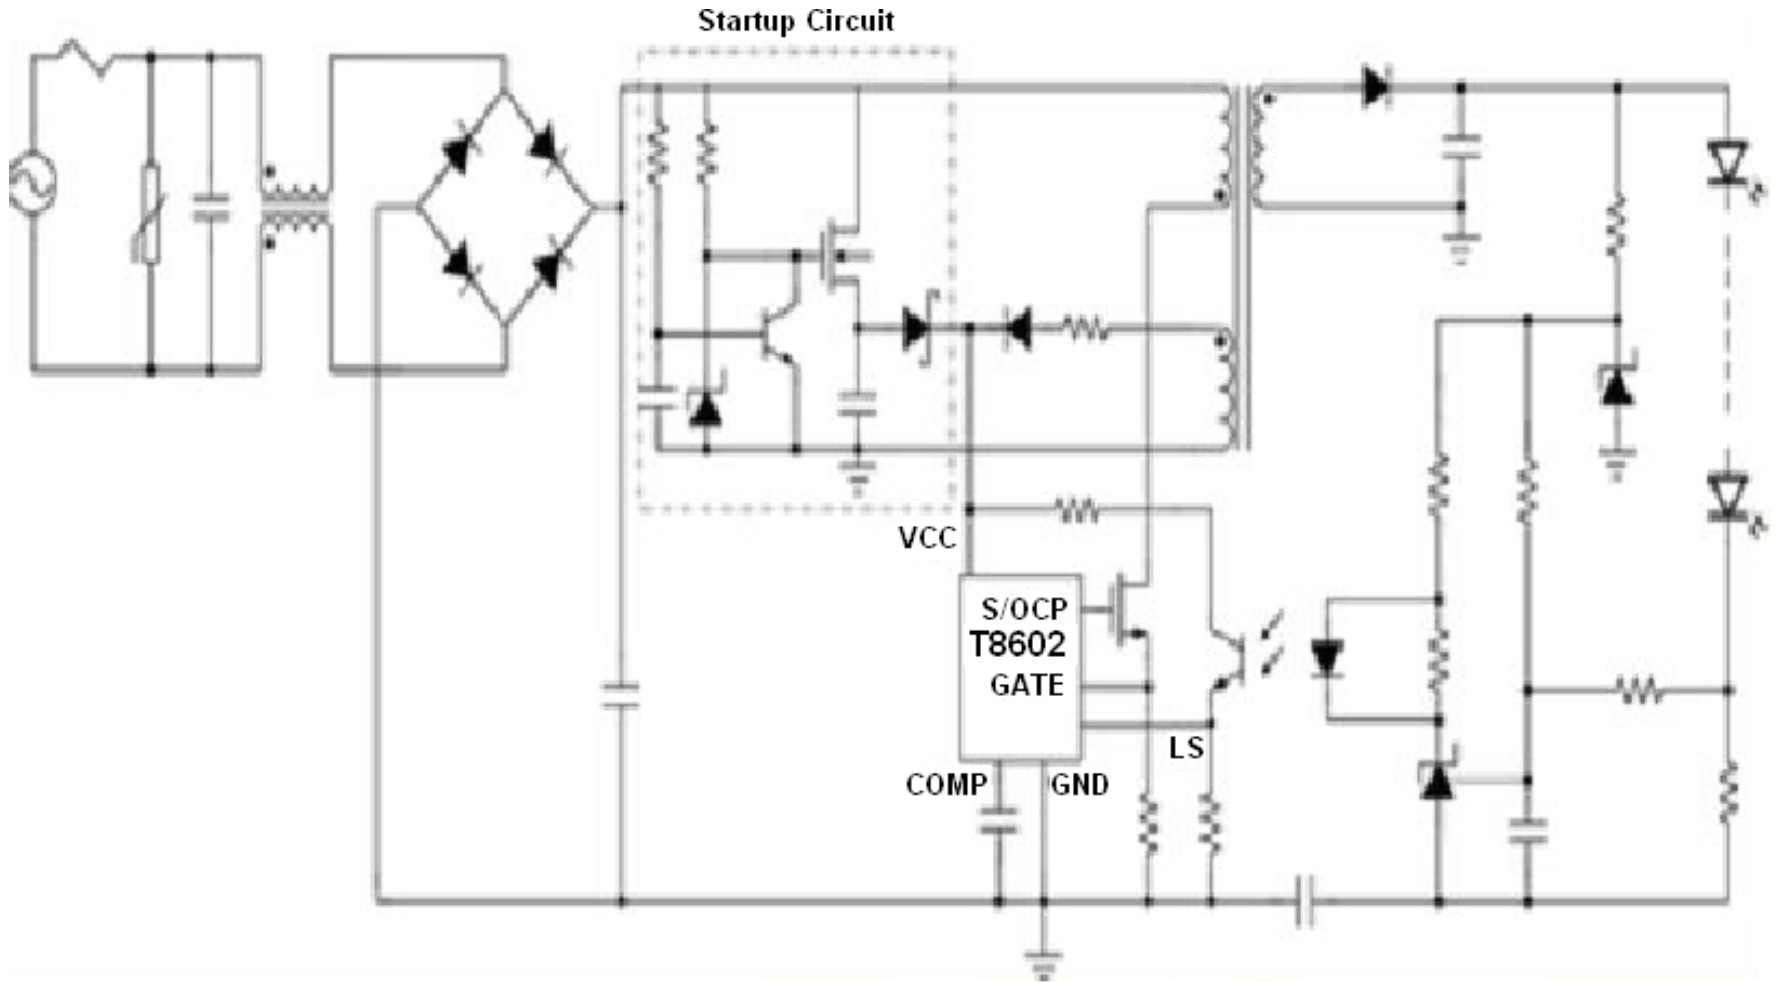 Startup Circuit
VCC
S/OCP
T8602
GATE
LS
COMP
GND